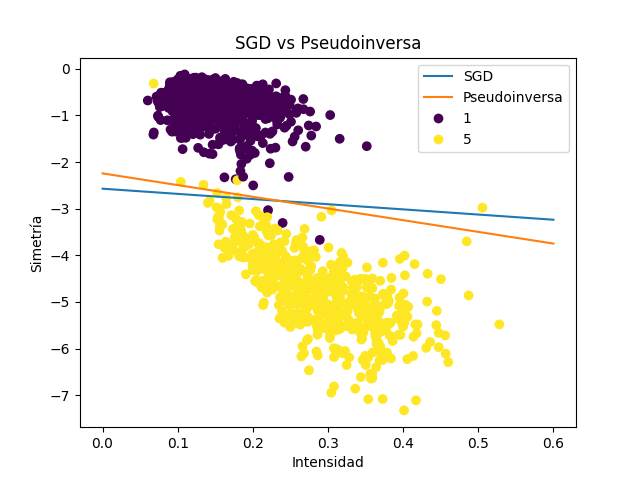 SGD vs Pseudoinversa
SGD
Pseudoinversa
1
5
0
−1
−2
−3
−4
−5
−6
−7
Simetría
0.0 0.1 0.2 0.3 0.4 0.5 0.6
Intensidad